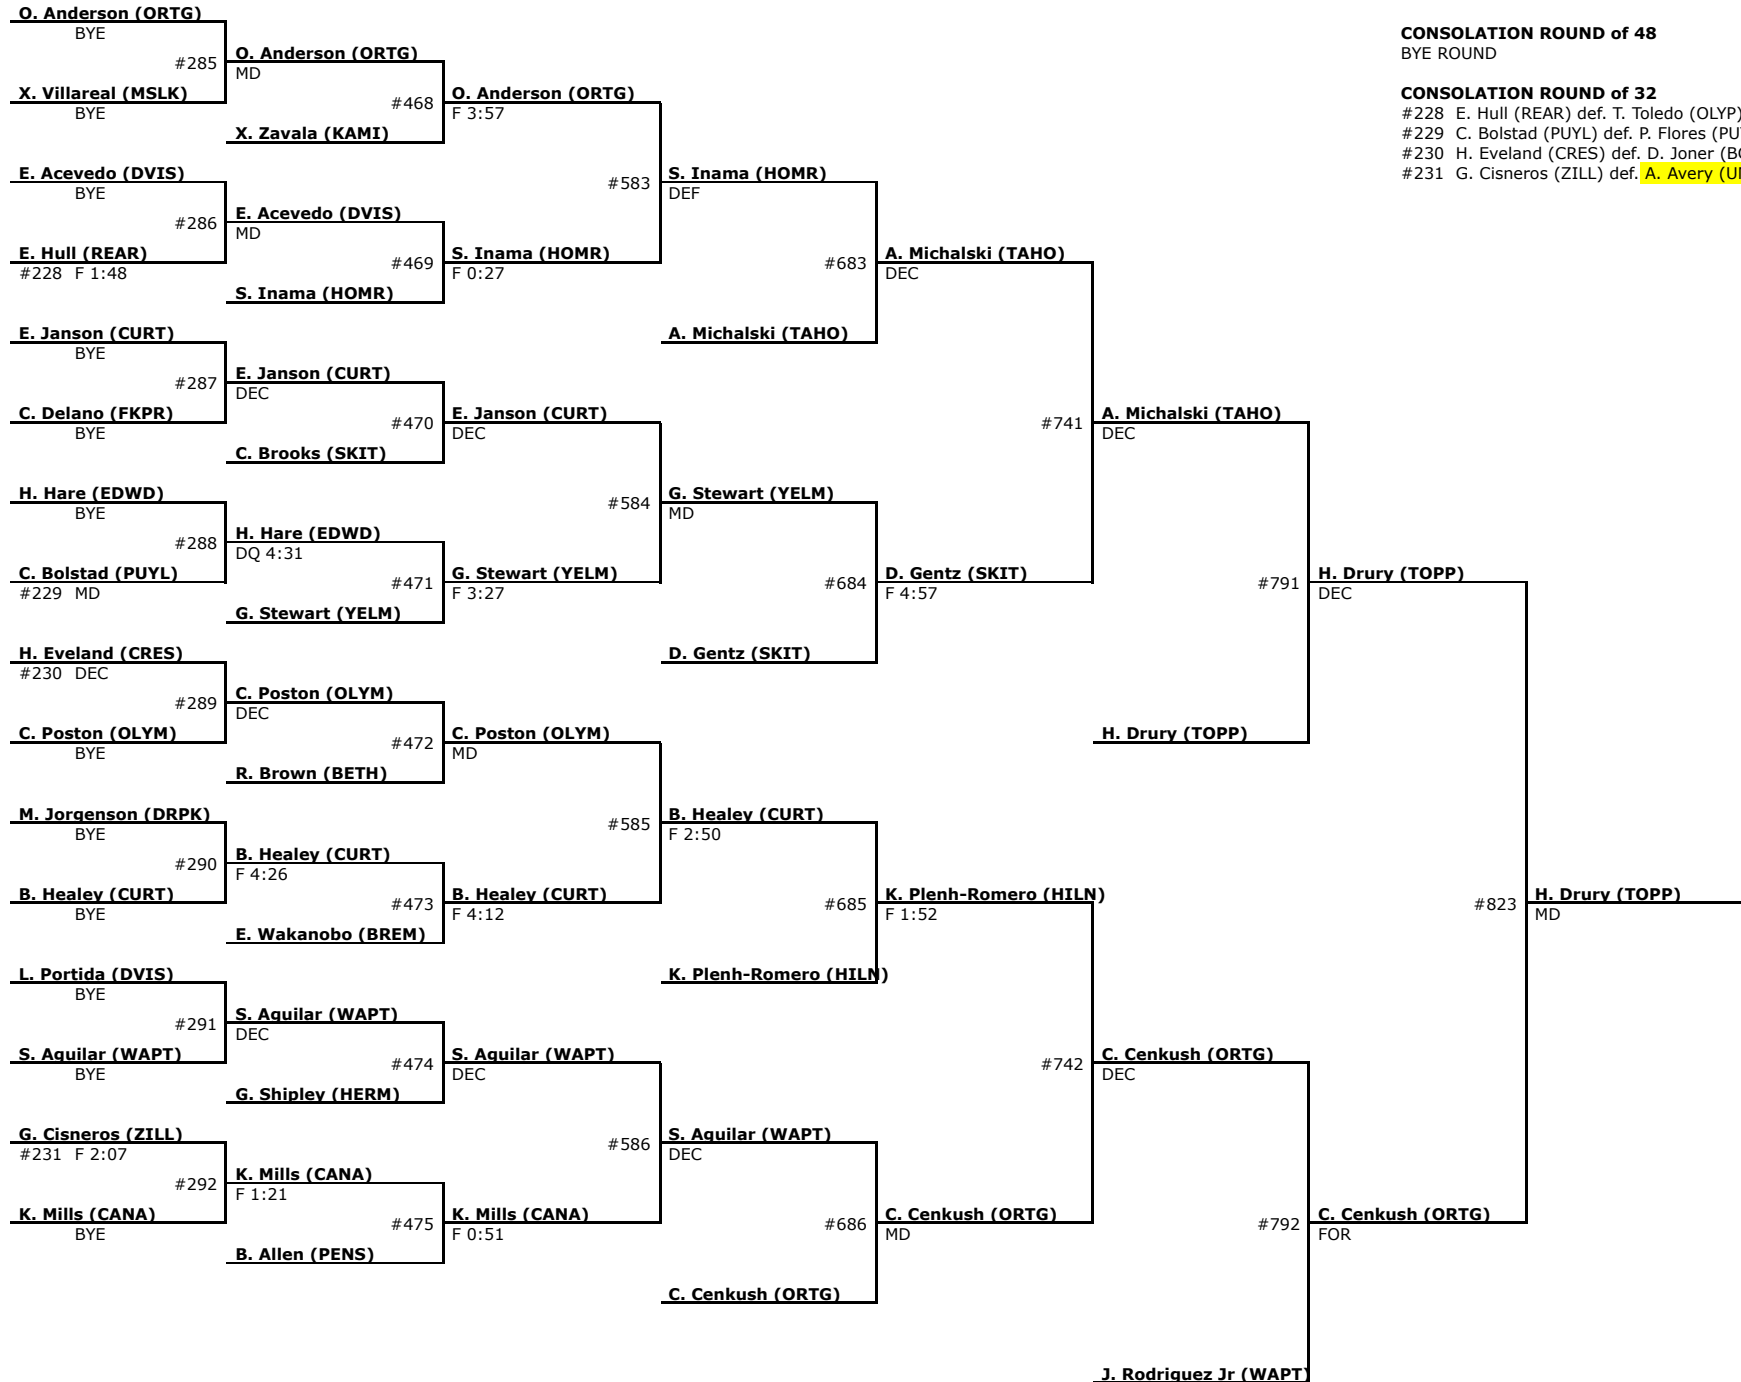 O. Anderson (ORTG)
BYE
#285
X. Villareal (MSLK)
BYE
E. Acevedo (DVIS)
BYE
#286
E. Hull (REAR)
#228 F 1:48
E. Janson (CURT)
BYE
#287
C. Delano (FKPR)
BYE
H. Hare (EDWD)
BYE
#288
C. Bolstad (PUYL)
#229 MD
H. Eveland (CRES)
#230 DEC
#289
C. Poston (OLYM)
BYE
M. Jorgenson (DRPK)
BYE
#290
B. Healey (CURT)
BYE
L. Portida (DVIS)
BYE
#291
S. Aguilar (WAPT)
BYE
G. Cisneros (ZILL)
#231 F 2:07
#292
K. Mills (CANA)
BYE
O. Anderson (ORTG)
MD
#468
X. Zavala (KAMI)
E. Acevedo (DVIS)
MD
#469
S. Inama (HOMR)
E. Janson (CURT)
DEC
#470
C. Brooks (SKIT)
H. Hare (EDWD)
DQ 4:31
#471
G. Stewart (YELM)
C. Poston (OLYM)
DEC
#472
R. Brown (BETH)
B. Healey (CURT)
F 4:26
#473
E. Wakanobo (BREM)
S. Aguilar (WAPT)
DEC
#474
G. Shipley (HERM)
K. Mills (CANA)
F 1:21
#475
B. Allen (PENS)
O. Anderson (ORTG)
F 3:57
#583
S. Inama (HOMR)
F 0:27
E. Janson (CURT)
DEC
#584
G. Stewart (YELM)
F 3:27
C. Poston (OLYM)
MD
#585
B. Healey (CURT)
F 4:12
S. Aguilar (WAPT)
DEC
#586
K. Mills (CANA)
F 0:51
S. Inama (HOMR)
DEF
#683
A. Michalski (TAHO)
G. Stewart (YELM)
MD
#684
D. Gentz (SKIT)
B. Healey (CURT)
F 2:50
#685
K. Plenh-Romero (HILN)
S. Aguilar (WAPT)
DEC
#686
C. Cenkush (ORTG)
A. Michalski (TAHO)
DEC
#741
D. Gentz (SKIT)
F 4:57
K. Plenh-Romero (HILN)
F 1:52
#742
C. Cenkush (ORTG)
MD
A. Michalski (TAHO)
DEC
#791
H. Drury (TOPP)
C. Cenkush (ORTG)
DEC
#792
J. Rodriguez Jr (WAPT)
H. Drury (TOPP)
DEC
#823
C. Cenkush (ORTG)
FOR
H. Drury (TOPP)
MD
CONSOLATION ROUND of 48
BYE ROUND
CONSOLATION ROUND of 32
#228 E. Hull (REAR) def. T. Toledo (OLYP)
#229 C. Bolstad (PUYL) def. P. Flores (PU
#230 H. Eveland (CRES) def. D. Joner (B
#231 G. Cisneros (ZILL) def. A. Avery (U